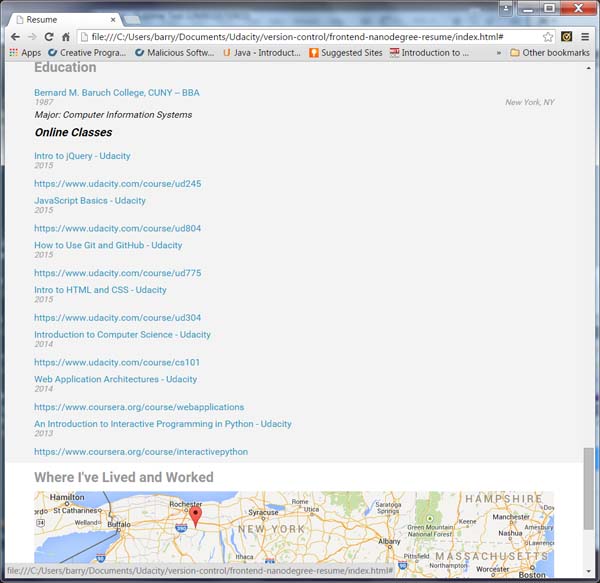 Resume
file:///C:/Users/barry/Documents/Udacity/version-control/frontend-nanodegree-resume/index.html#
Apps Creative Progra... Malicious Softwar... Java - Introduct... Suggested Sites Introduction to ... » Other bookmarks
Education
Bernard M. Baruch College, CUNY – BBA
1987 New York, NY
Major: Computer Information Systems
Online Classes
Intro to jQuery - Udacity
2015
https://www.udacity.com/course/ud245
JavaScript Basics - Udacity
2015
https://www.udacity.com/course/ud804
How to Use Git and GitHub - Udacity
2015
https://www.udacity.com/course/ud775
Intro to HTML and CSS - Udacity
2015
https://www.udacity.com/course/ud304
Introduction to Computer Science - Udacity
2014
https://www.udacity.com/course/cs101
Web Application Architectures - Udacity
2014
https://www.coursera.org/course/webapplications
An Introduction to Interactive Programming in Python - Udacity
2013
https://www.coursera.org/course/interactivepython
Where I've Lived and Worked
Hamilton
St Catharines
Welland
Buffalo
Rochester
Syracuse
NEW YORK
Ithaca
Saratoga Springs
Green Mountain National Forest
Albany
HAMPSHIRE
Manchester
Keene
Nashua
Andover
MASSACHUSETTS
Worcester
Boston
file:///C:/Users/barry/Documents/Udacity/version-control/frontend-nanodegree-resume/index.html#